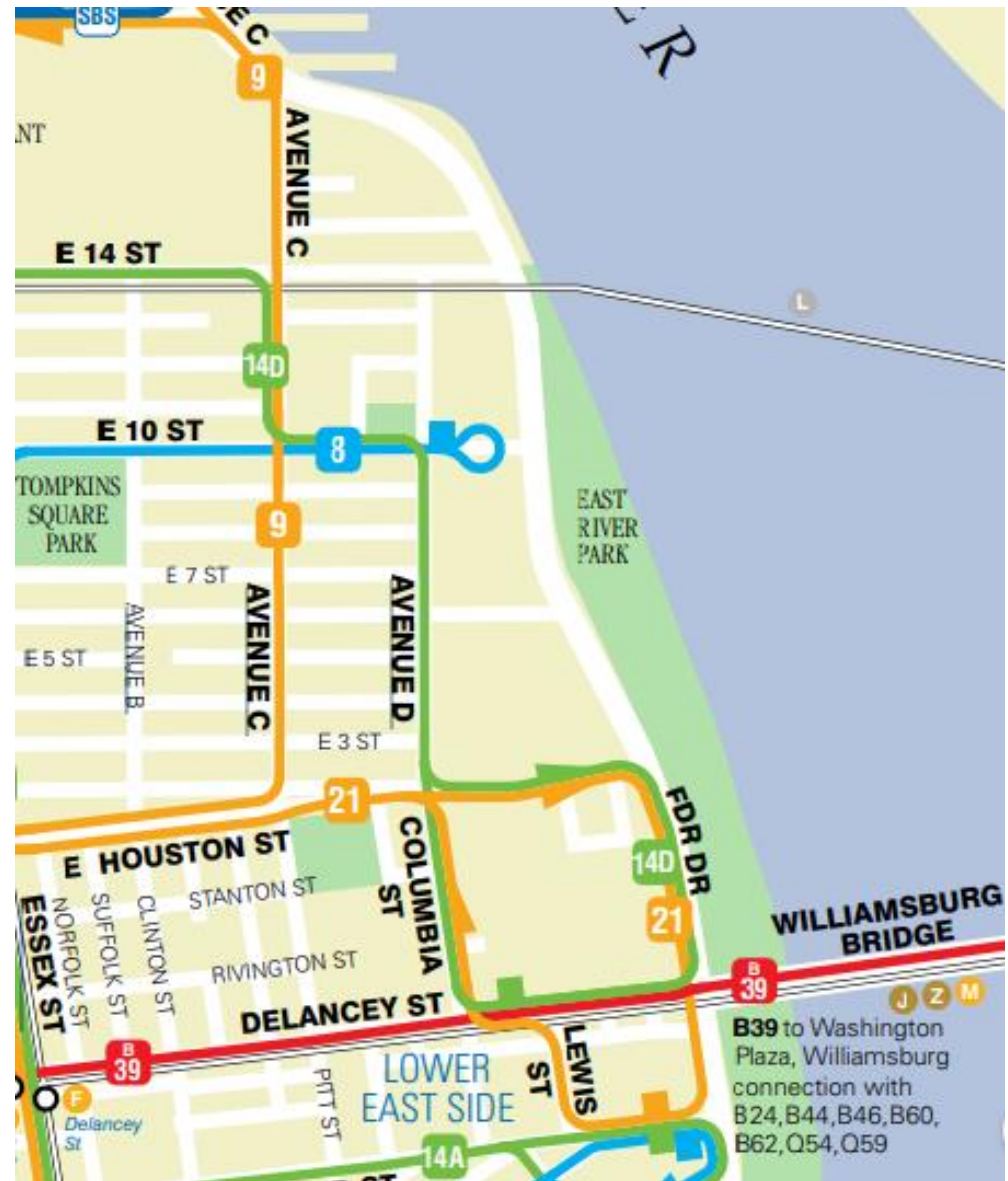 SBS
E C
E R
9
ANT
AVENUE C
E 14 ST
L
14D
E 10 ST
8
TOMPKINS
SQUARE
PARK
9
EAST
RIVER
PARK
E 7 ST
AVENUE B
AVENUE C
AVENUE D
E 5 ST
E 3 ST
21
E HOUSTON ST
COLUMBIA
ST
FDR DR
14D
21
STANTON ST
ESSEX ST
NORFOLK ST
SUFFOLK ST
CLINTON ST
RIVINGTON ST
WILLIAMSBURG
BRIDGE
DELANCEY ST
B
39
J Z M
B
39
B39 to Washington
Plaza, Williamsburg
connection with
B24,B44,B46,B60,
B62,Q54,Q59
LEWIS
ST
LOWER
EAST SIDE
PITT ST
F
Delancey
St
14A